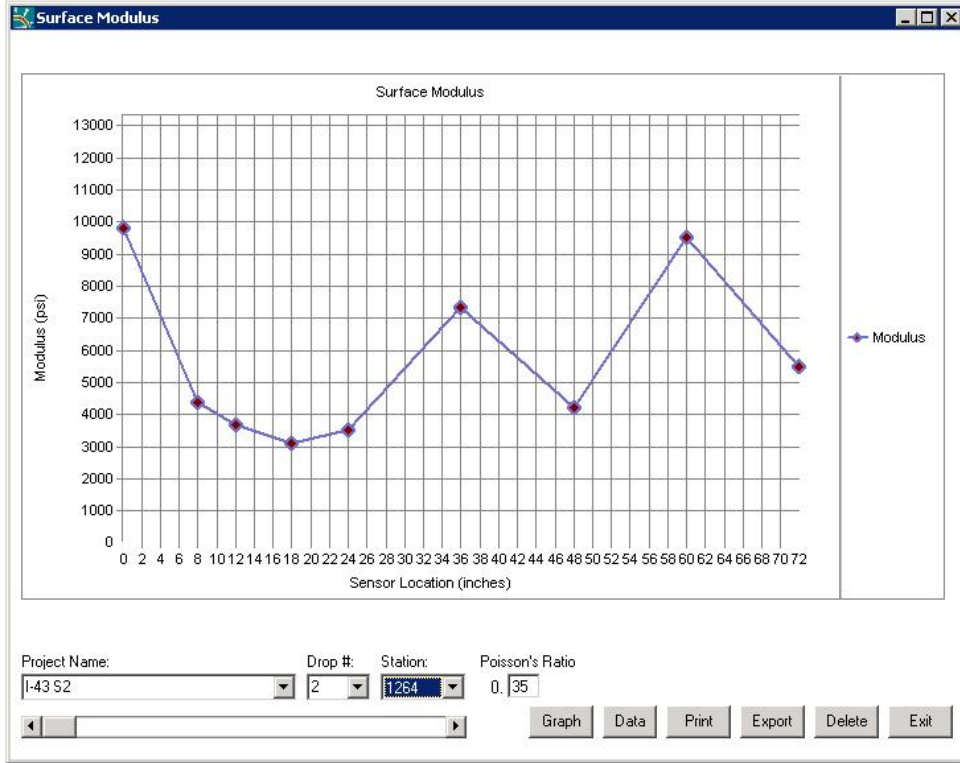 Surface Modulus
Surface Modulus
13000
12000
11000
10000
9000
8000
7000
6000
5000
4000
3000
2000
1000
0
Modulus (psi)
0 2 4 6 8 10 12 14 16 18 20 22 24 26 28 30 32 34 36 38 40 42 44 46 48 50 52 54 56 58 60 62 64 66 68 70 72
Sensor Location (inches)
Modulus
Project Name: Drop #: Station: Poisson's Ratio
I-43 S2 2 1264 0. 35
Graph Data Print Export Delete Exit